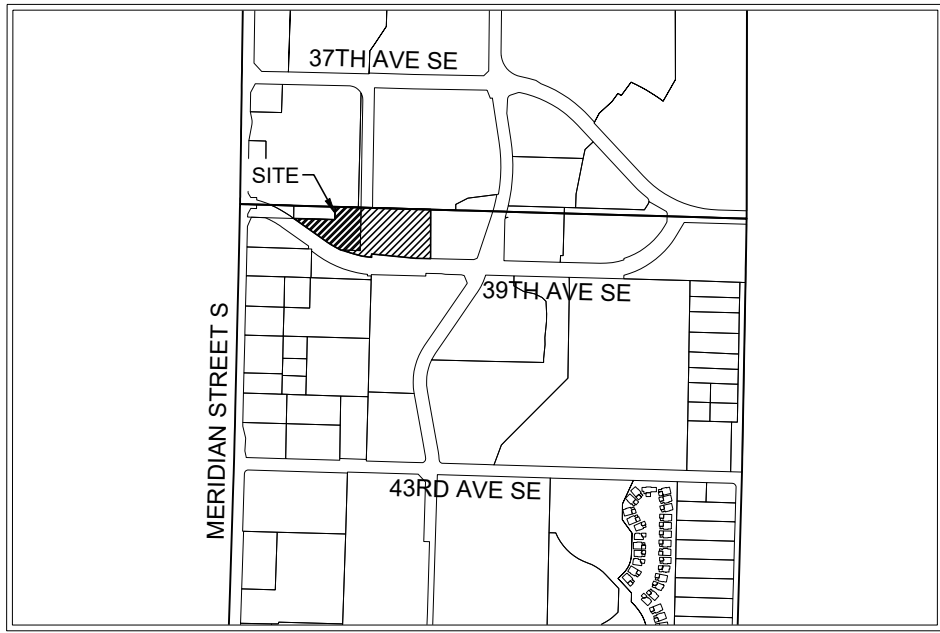 37TH AVE SE
SITE
39TH AVE SE
MERIDIAN STREET S
43RD AVE SE